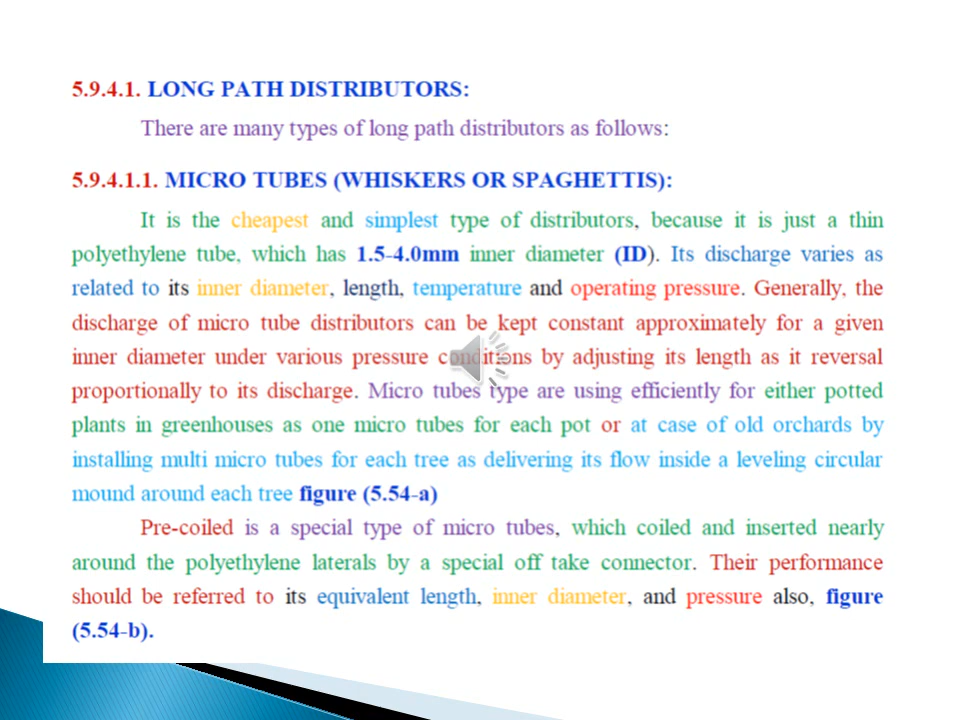 5.9.4.1. LONG PATH DISTRIBUTORS:
There are many types of long path distributors as follows:
5.9.4.1.1. MICRO TUBES (WHISKERS OR SPAGHETTIS):
It is the cheapest and simplest type of distributors, because it is just a thin
polyethylene tube, which has 1.5-4.0mm inner diameter (ID). Its discharge varies as
related to its inner diameter, length, temperature and operating pressure. Generally, the
discharge of micro tube distributors can be kept constant approximately for a given
inner diameter under various pressure conditions by adjusting its length as it reversal
proportionally to its discharge. Micro tubes type are using efficiently for either potted
plants in greenhouses as one micro tubes for each pot or at case of old orchards by
installing multi micro tubes for each tree as delivering its flow inside a leveling circular
mound around each tree figure (5.54-a)
Pre-coiled is a special type of micro tubes, which coiled and inserted nearly
around the polyethylene laterals by a special off take connector. Their performance
should be referred to its equivalent length, inner diameter, and pressure also, figure
(5.54-b).